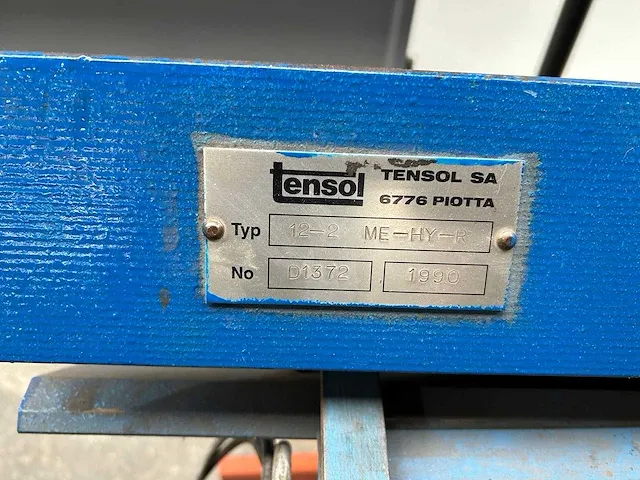 tensol TENSOL SA
6776 PIOTTA
Typ 12-2 ME-HY-R
No D1372 1990